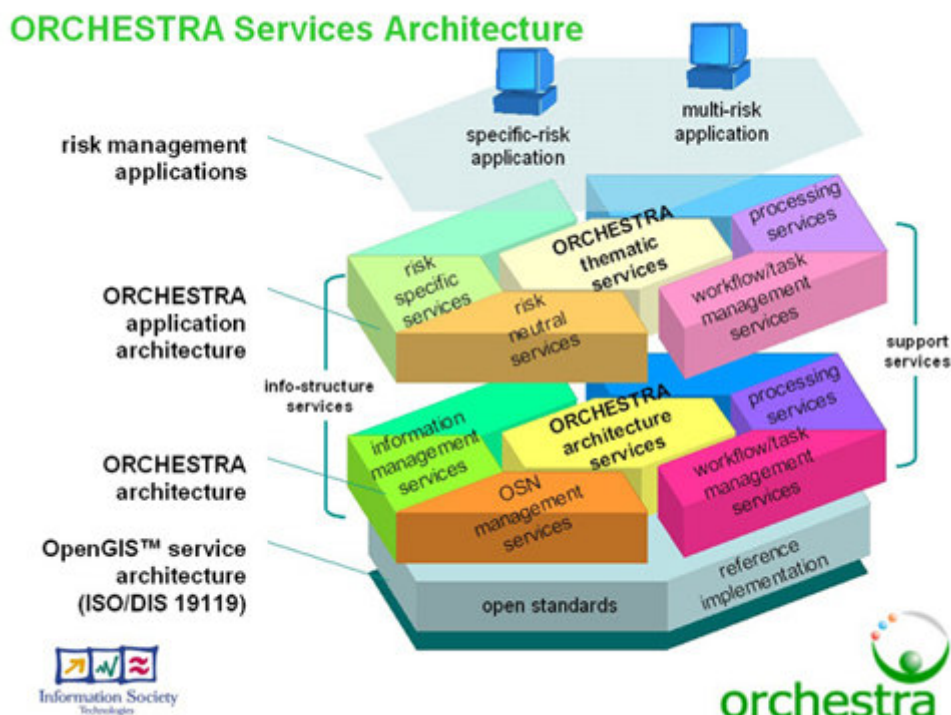 ORCHESTRA Services Architecture
specific-risk
application
multi-risk
application
risk management
applications
ORCHESTRA
thematic
services
processing
services
risk
specific
services
risk
neutral
services
workflow/task
management
services
ORCHESTRA
application
architecture
info-structure
services
support
services
information
management
services
ORCHESTRA
architecture
services
processing
services
OSN
management
services
workflow/task
management
services
ORCHESTRA
architecture
OpenGIS™ service
architecture
(ISO/DIS 19119)
open standards
reference
implementation
Information Society
Technologies
orchestra